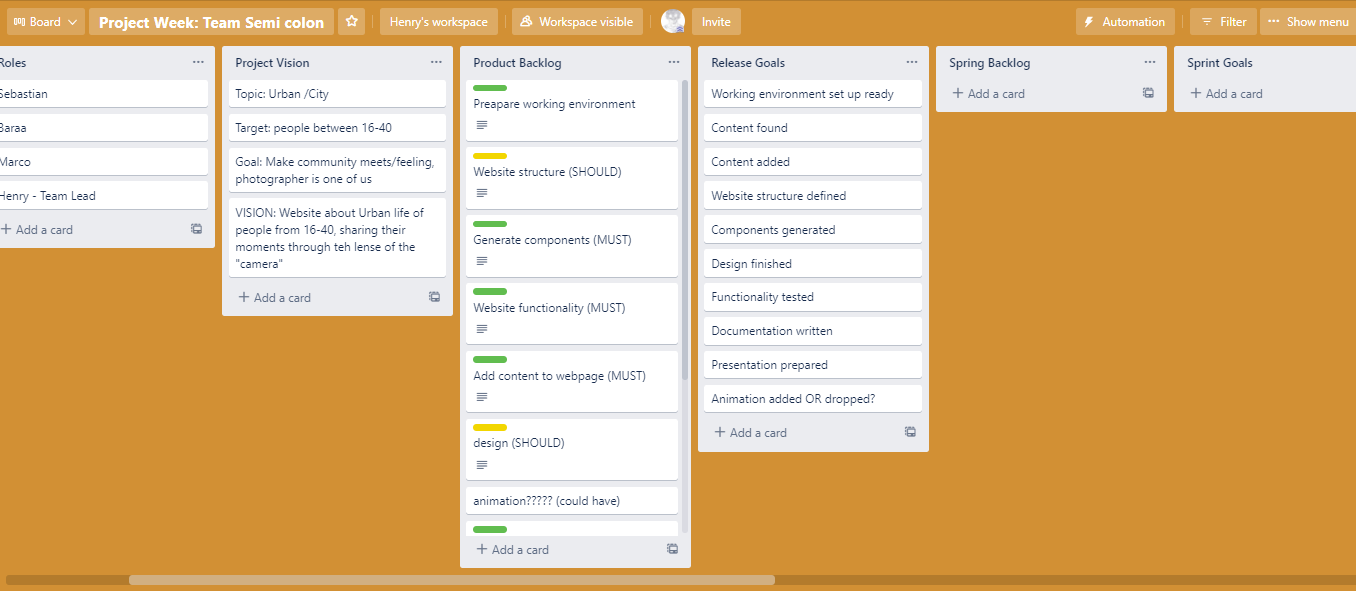 Board
Project Week: Team Semi colon
Henry's workspace
Workspace visible
Invite
Automation
Filter
Show menu
Roles
Sebastian
Baraa
Marco
Henry - Team Lead
Add a card
Project Vision
Topic: Urban /City
Target: people between 16-40
Goal: Make community meets/feeling,
photographer is one of us
VISION: Website about Urban life of
people from 16-40, sharing their
moments through teh lense of the
"camera"
Add a card
Product Backlog
Preapare working environment
Website structure (SHOULD)
Generate components (MUST)
Website functionality (MUST)
Add content to webpage (MUST)
design (SHOULD)
animation????? (could have)
Add a card
Release Goals
Working environment set up ready
Content found
Content added
Website structure defined
Components generated
Design finished
Functionality tested
Documentation written
Presentation prepared
Animation added OR dropped?
Add a card
Spring Backlog
Add a card
Sprint Goals
Add a card